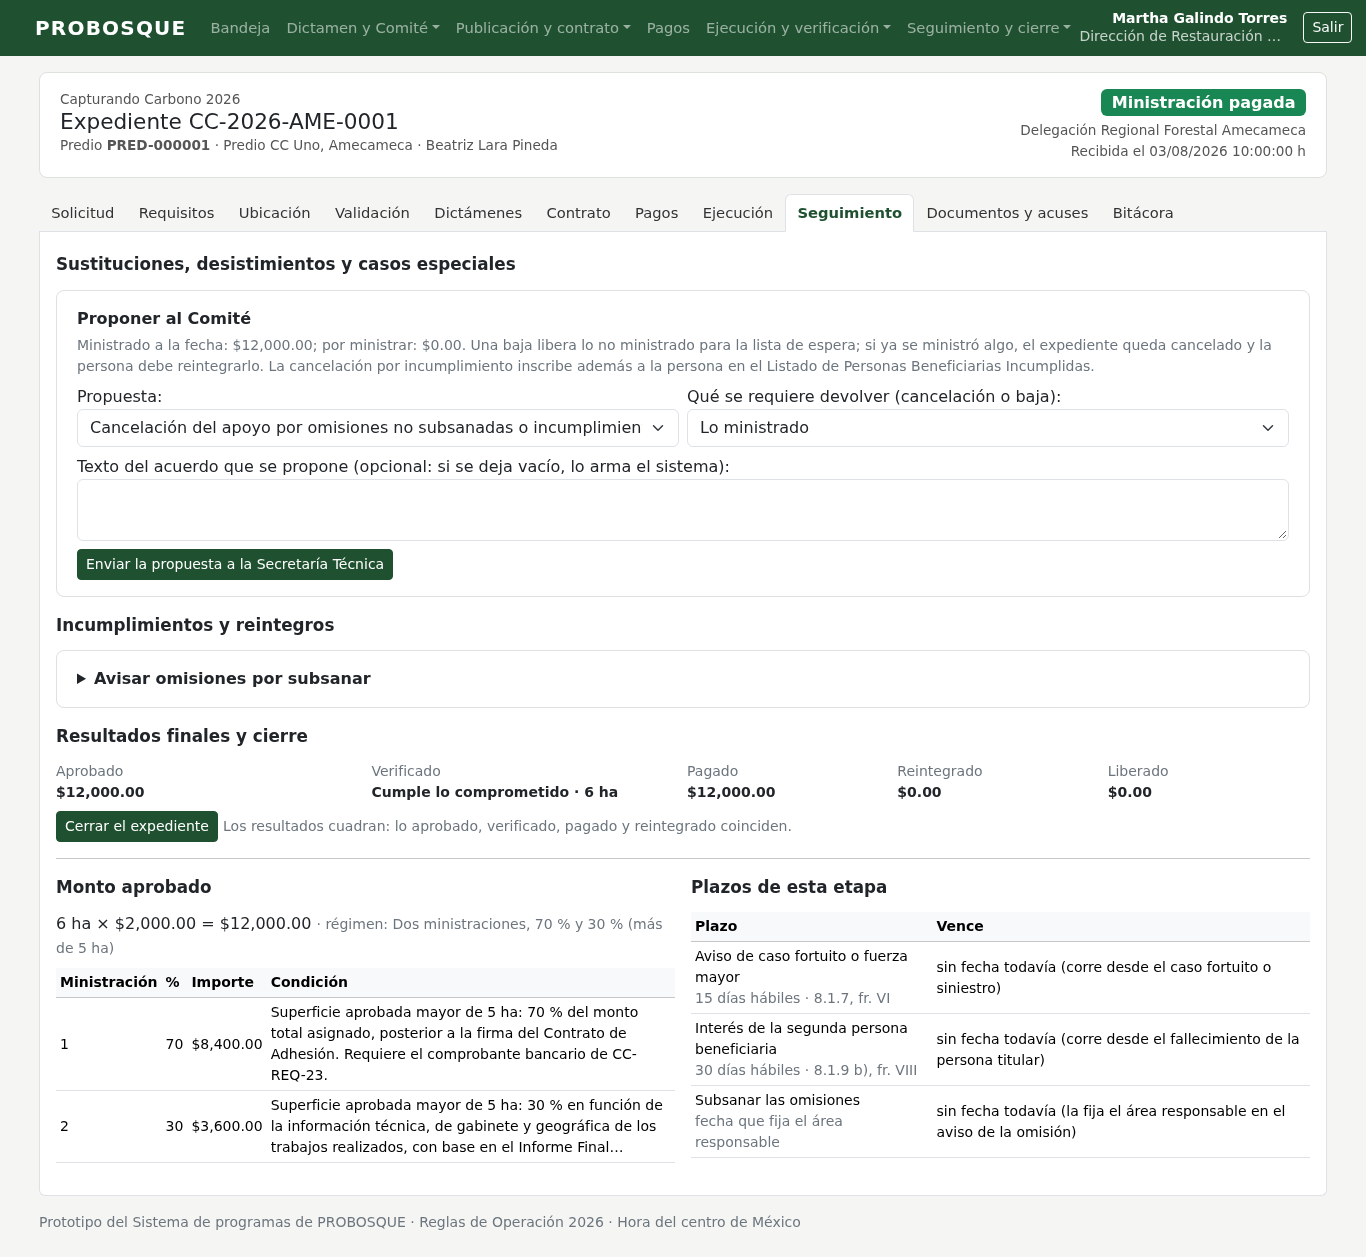 PROBOSQUE Bandeja Dictamen y Comité Publicación y contrato Pagos Ejecución y verificación Seguimiento y cierre Martha Galindo Torres
Dirección de Restauración ...
Salir
Capturando Carbono 2026
Expediente CC-2026-AME-0001
Predio PRED-000001 · Predio CC Uno, Amecameca · Beatriz Lara Pineda
Ministración pagada
Delegación Regional Forestal Amecameca
Recibida el 03/08/2026 10:00:00 h
Solicitud Requisitos Ubicación Validación Dictámenes Contrato Pagos Ejecución Seguimiento Documentos y acuses Bitácora
Sustituciones, desistimientos y casos especiales
Proponer al Comité
Ministrado a la fecha: $12,000.00; por ministrar: $0.00. Una baja libera lo no ministrado para la lista de espera; si ya se ministró algo, el expediente queda cancelado y la
persona debe reintegrarlo. La cancelación por incumplimiento inscribe además a la persona en el Listado de Personas Beneficiarias Incumplidas.
Propuesta:
Cancelación del apoyo por omisiones no subsanadas o incumplimien
Qué se requiere devolver (cancelación o baja):
Lo ministrado
Texto del acuerdo que se propone (opcional: si se deja vacío, lo arma el sistema):
Enviar la propuesta a la Secretaría Técnica
Incumplimientos y reintegros
Avisar omisiones por subsanar
Resultados finales y cierre
Aprobado Verificado Pagado Reintegrado Liberado
$12,000.00 Cumple lo comprometido · 6 ha $12,000.00 $0.00 $0.00
Cerrar el expediente Los resultados cuadran: lo aprobado, verificado, pagado y reintegrado coinciden.
Monto aprobado
6 ha × $2,000.00 = $12,000.00 · régimen: Dos ministraciones, 70 % y 30 % (más
de 5 ha)
Ministración % Importe Condición
1 70 $8,400.00 Superficie aprobada mayor de 5 ha: 70 % del monto
total asignado, posterior a la firma del Contrato de
Adhesión. Requiere el comprobante bancario de CC-
REQ-23.
2 30 $3,600.00 Superficie aprobada mayor de 5 ha: 30 % en función de
la información técnica, de gabinete y geográfica de los
trabajos realizados, con base en el Informe Final...
Plazos de esta etapa
Plazo Vence
Aviso de caso fortuito o fuerza
mayor
15 días hábiles · 8.1.7, fr. VI
sin fecha todavía (corre desde el caso fortuito o
siniestro)
Interés de la segunda persona
beneficiaria
30 días hábiles · 8.1.9 b), fr. VIII
sin fecha todavía (corre desde el fallecimiento de la
persona titular)
Subsanar las omisiones
fecha que fija el área
responsable
sin fecha todavía (la fija el área responsable en el
aviso de la omisión)
Prototipo del Sistema de programas de PROBOSQUE · Reglas de Operación 2026 · Hora del centro de México